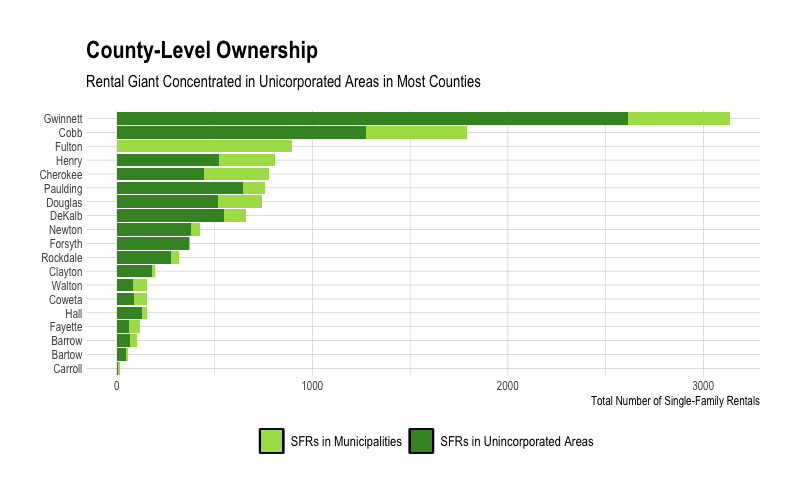 County-Level Ownership
Rental Giant Concentrated in Unicorporated Areas in Most Counties
Gwinnett
Cobb
Fulton
Henry
Cherokee
Paulding
Douglas
DeKalb
Newton
Forsyth
Rockdale
Clayton
Walton
Coweta
Hall
Fayette
Barrow
Bartow
Carroll
0 1000 2000 3000
Total Number of Single-Family Rentals
SFRs in Municipalities SFRs in Unincorporated Areas